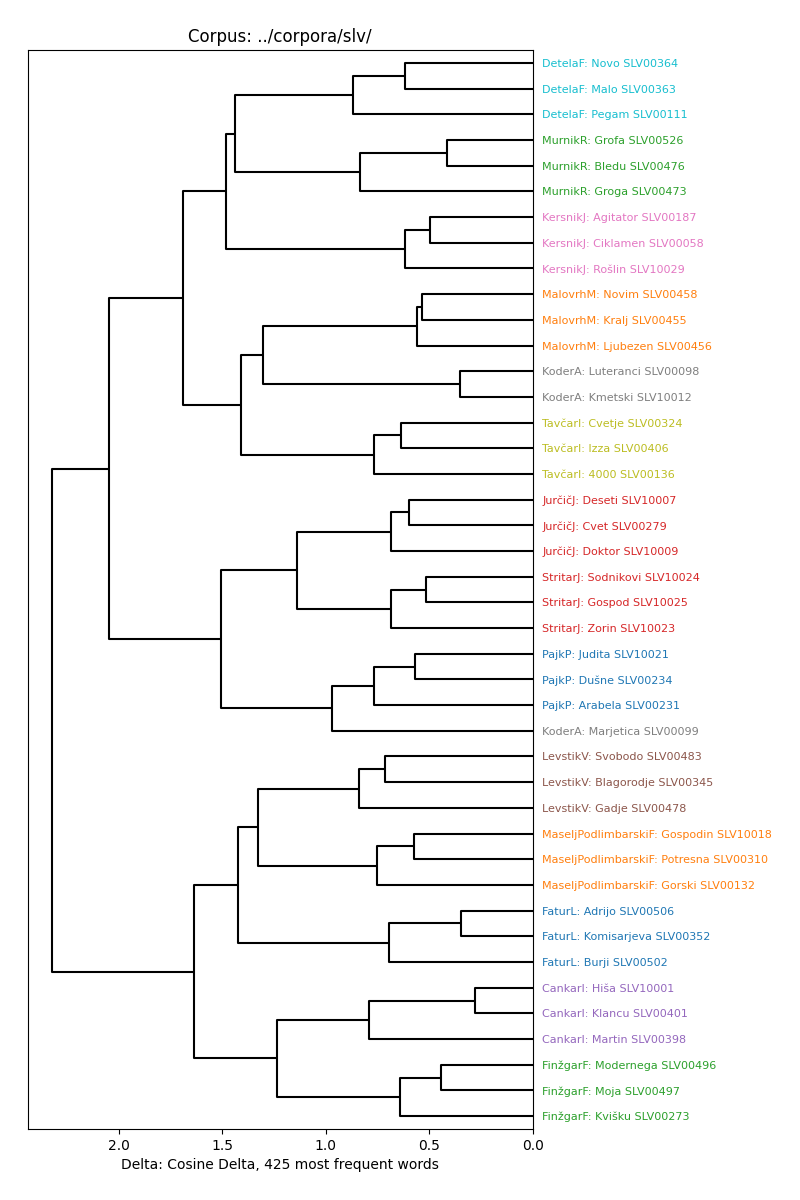 Corpus: ../corpora/slv/
DetelaF: Novo SLV00364
DetelaF: Malo SLV00363
DetelaF: Pegam SLV00111
MurnikR: Grofa SLV00526
MurnikR: Bledu SLV00476
MurnikR: Groga SLV00473
KersnikJ: Agitator SLV00187
KersnikJ: Ciklamen SLV00058
KersnikJ: Rošlin SLV10029
MalovrhM: Novim SLV00458
MalovrhM: Kralj SLV00455
MalovrhM: Ljubezen SLV00456
KoderA: Luteranci SLV00098
KoderA: Kmetski SLV10012
TavčarI: Cvetje SLV00324
TavčarI: Izza SLV00406
TavčarI: 4000 SLV00136
JurčičJ: Deseti SLV10007
JurčičJ: Cvet SLV00279
JurčičJ: Doktor SLV10009
StritarJ: Sodnikovi SLV10024
StritarJ: Gospod SLV10025
StritarJ: Zorin SLV10023
PajkP: Judita SLV10021
PajkP: Dušne SLV00234
PajkP: Arabela SLV00231
KoderA: Marjetica SLV00099
LevstikV: Svobodo SLV00483
LevstikV: Blagorodje SLV00345
LevstikV: Gadje SLV00478
MaseljPodlimbarskiF: Gospodin SLV10018
MaseljPodlimbarskiF: Potresna SLV00310
MaseljPodlimbarskiF: Gorski SLV00132
FaturL: Adrijo SLV00506
FaturL: Komisarjeva SLV00352
FaturL: Burji SLV00502
CankarI: Hiša SLV10001
CankarI: Klancu SLV00401
CankarI: Martin SLV00398
FinžgarF: Modernega SLV00496
FinžgarF: Moja SLV00497
FinžgarF: Kvišku SLV00273
2.0 1.5 1.0 0.5 0.0
Delta: Cosine Delta, 425 most frequent words